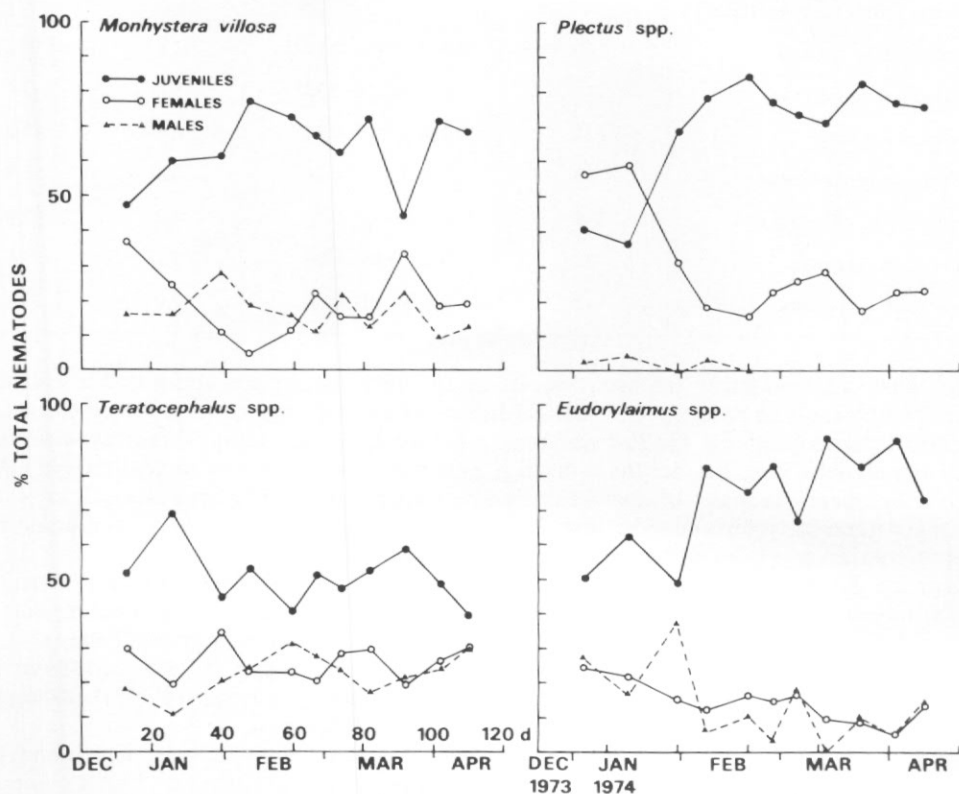 100
Monhystera villosa
JUVENILES
FEMALES
MALES
50
0
Plectus spp.
% TOTAL NEMATODES
100
Teratocephalus spp.
50
0
20 40 60 80 100 120 d
DEC JAN FEB MAR APR
Eudorylaimus spp.
DEC JAN FEB MAR APR
1973 1974